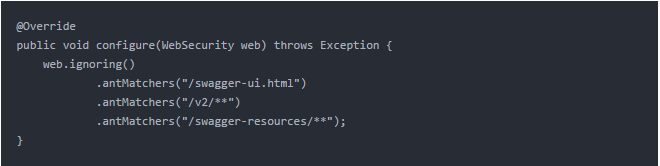 @Override
public void configure(WebSecurity web) throws Exception {
    web.ignoring()
            .antMatchers("/swagger-ui.html")
            .antMatchers("/v2/**")
            .antMatchers("/swagger-resources/**");
}